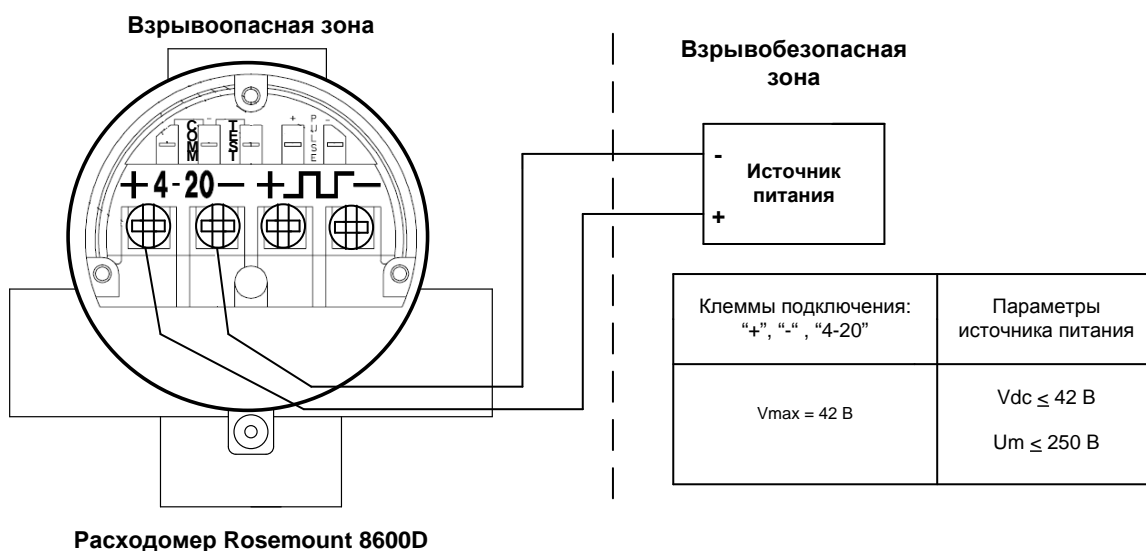 Взрывоопасная зона
Взрывобезопасная
зона
COMM
- TEST
+ PULSE -
+ 4-20 — + —
-
Источник
питания
+
Клеммы подключения:
“+”, “-“ , “4-20”
Параметры
источника питания
Vmax = 42 В
Vdc ≤ 42 В
Um ≤ 250 В
Расходомер Rosemount 8600D